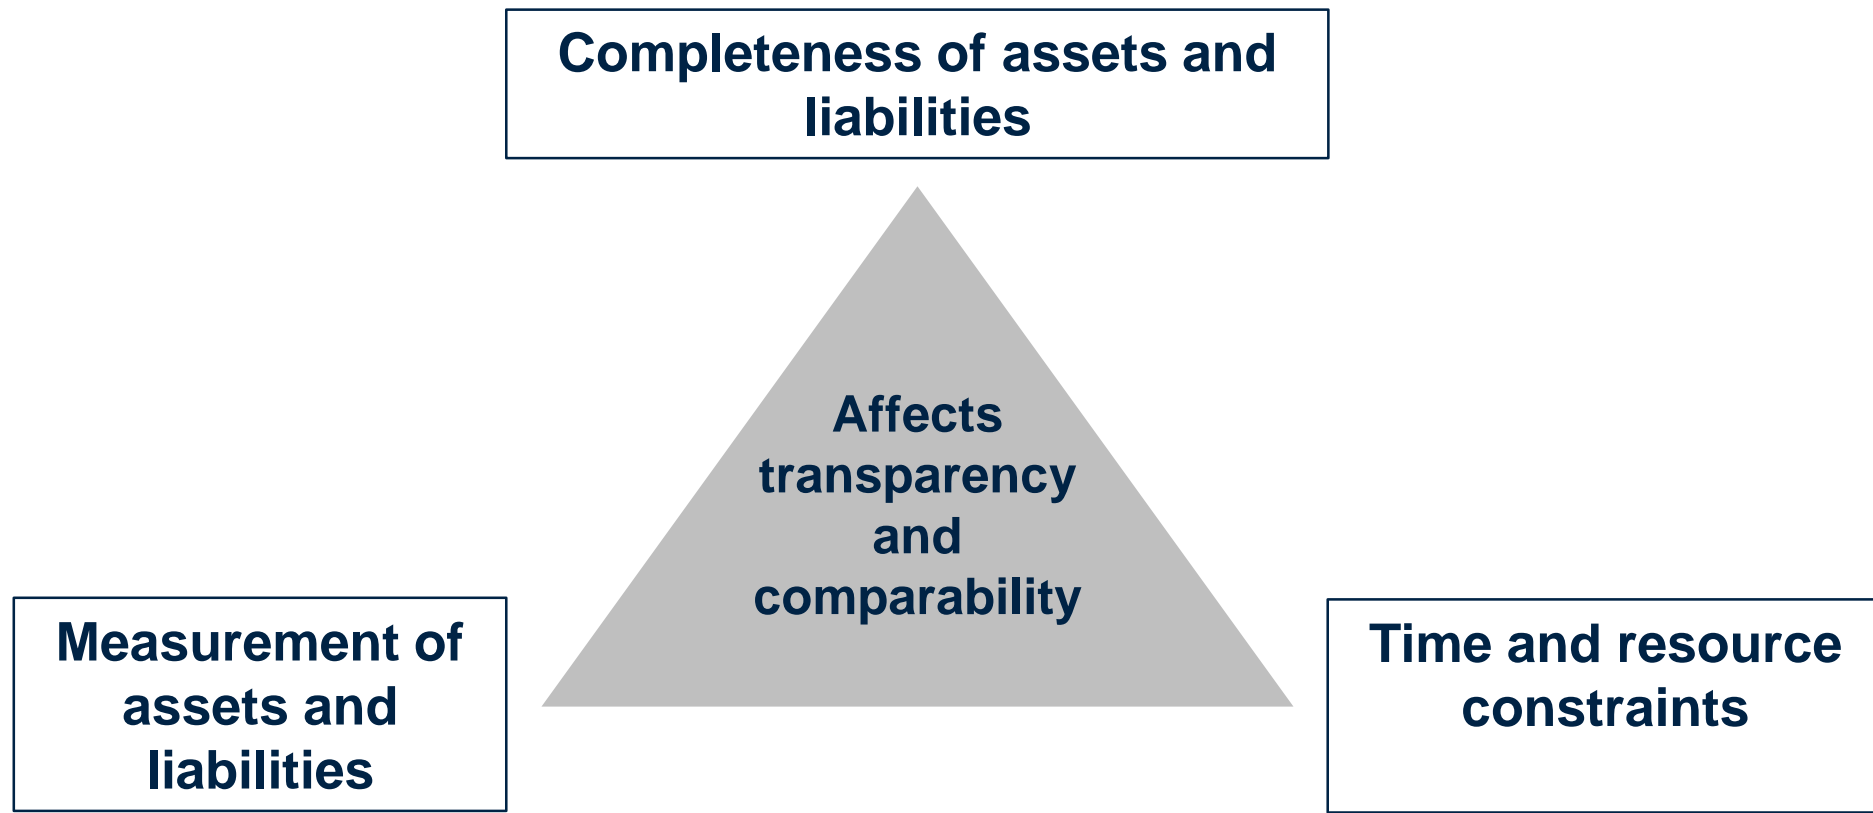 Completeness of assets and
liabilities
Affects
transparency
and
comparability
Measurement of
assets and
liabilities
Time and resource
constraints